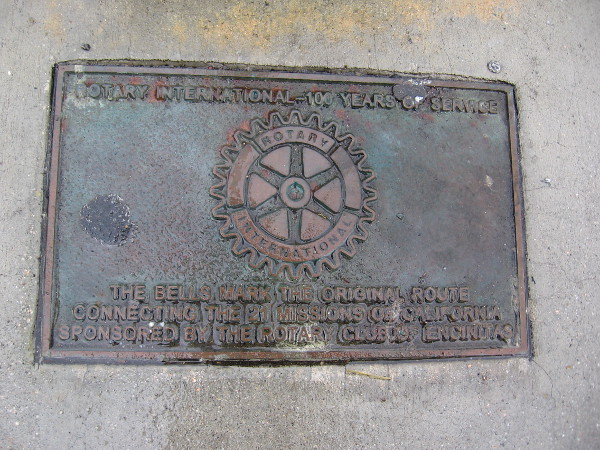 ROTARY INTERNATIONAL-100 YEARS OF SERVICE
ROTARY
INTERNATIONAL
THE BELLS MARK THE ORIGINAL ROUTE
CONNECTING THE 21 MISSIONS OF CALIFORNIA
SPONSORED BY THE ROTARY CLUBS OF ENCINITAS